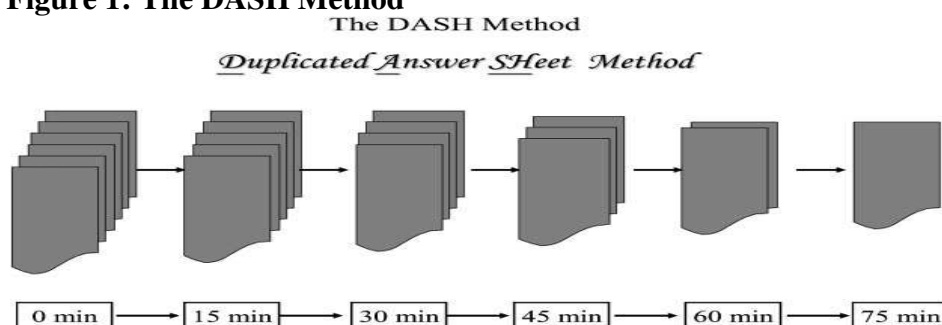 Figure 1: The DASH Method
The DASH Method
Duplicated Answer SHeet Method
0 min
15 min
30 min
45 min
60 min
75 min